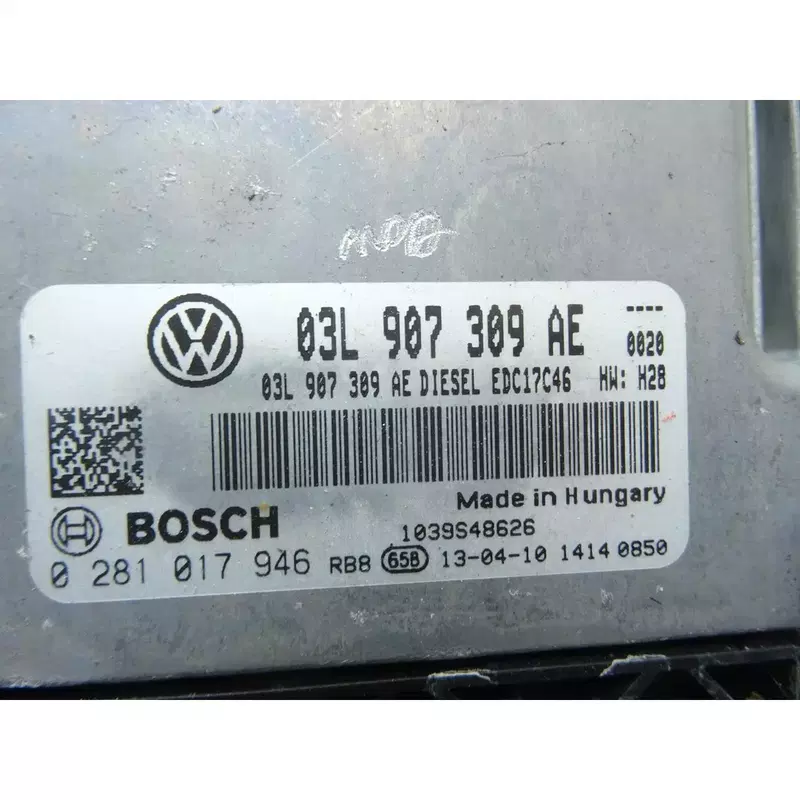 03L 907 309 AE ----
0020
03L 907 309 AE DIESEL EDC17C46 HW: H28
Made in Hungary
BOSCH 1039S48626
0 281 017 946 RB8 658 13-04-10 1414 0850